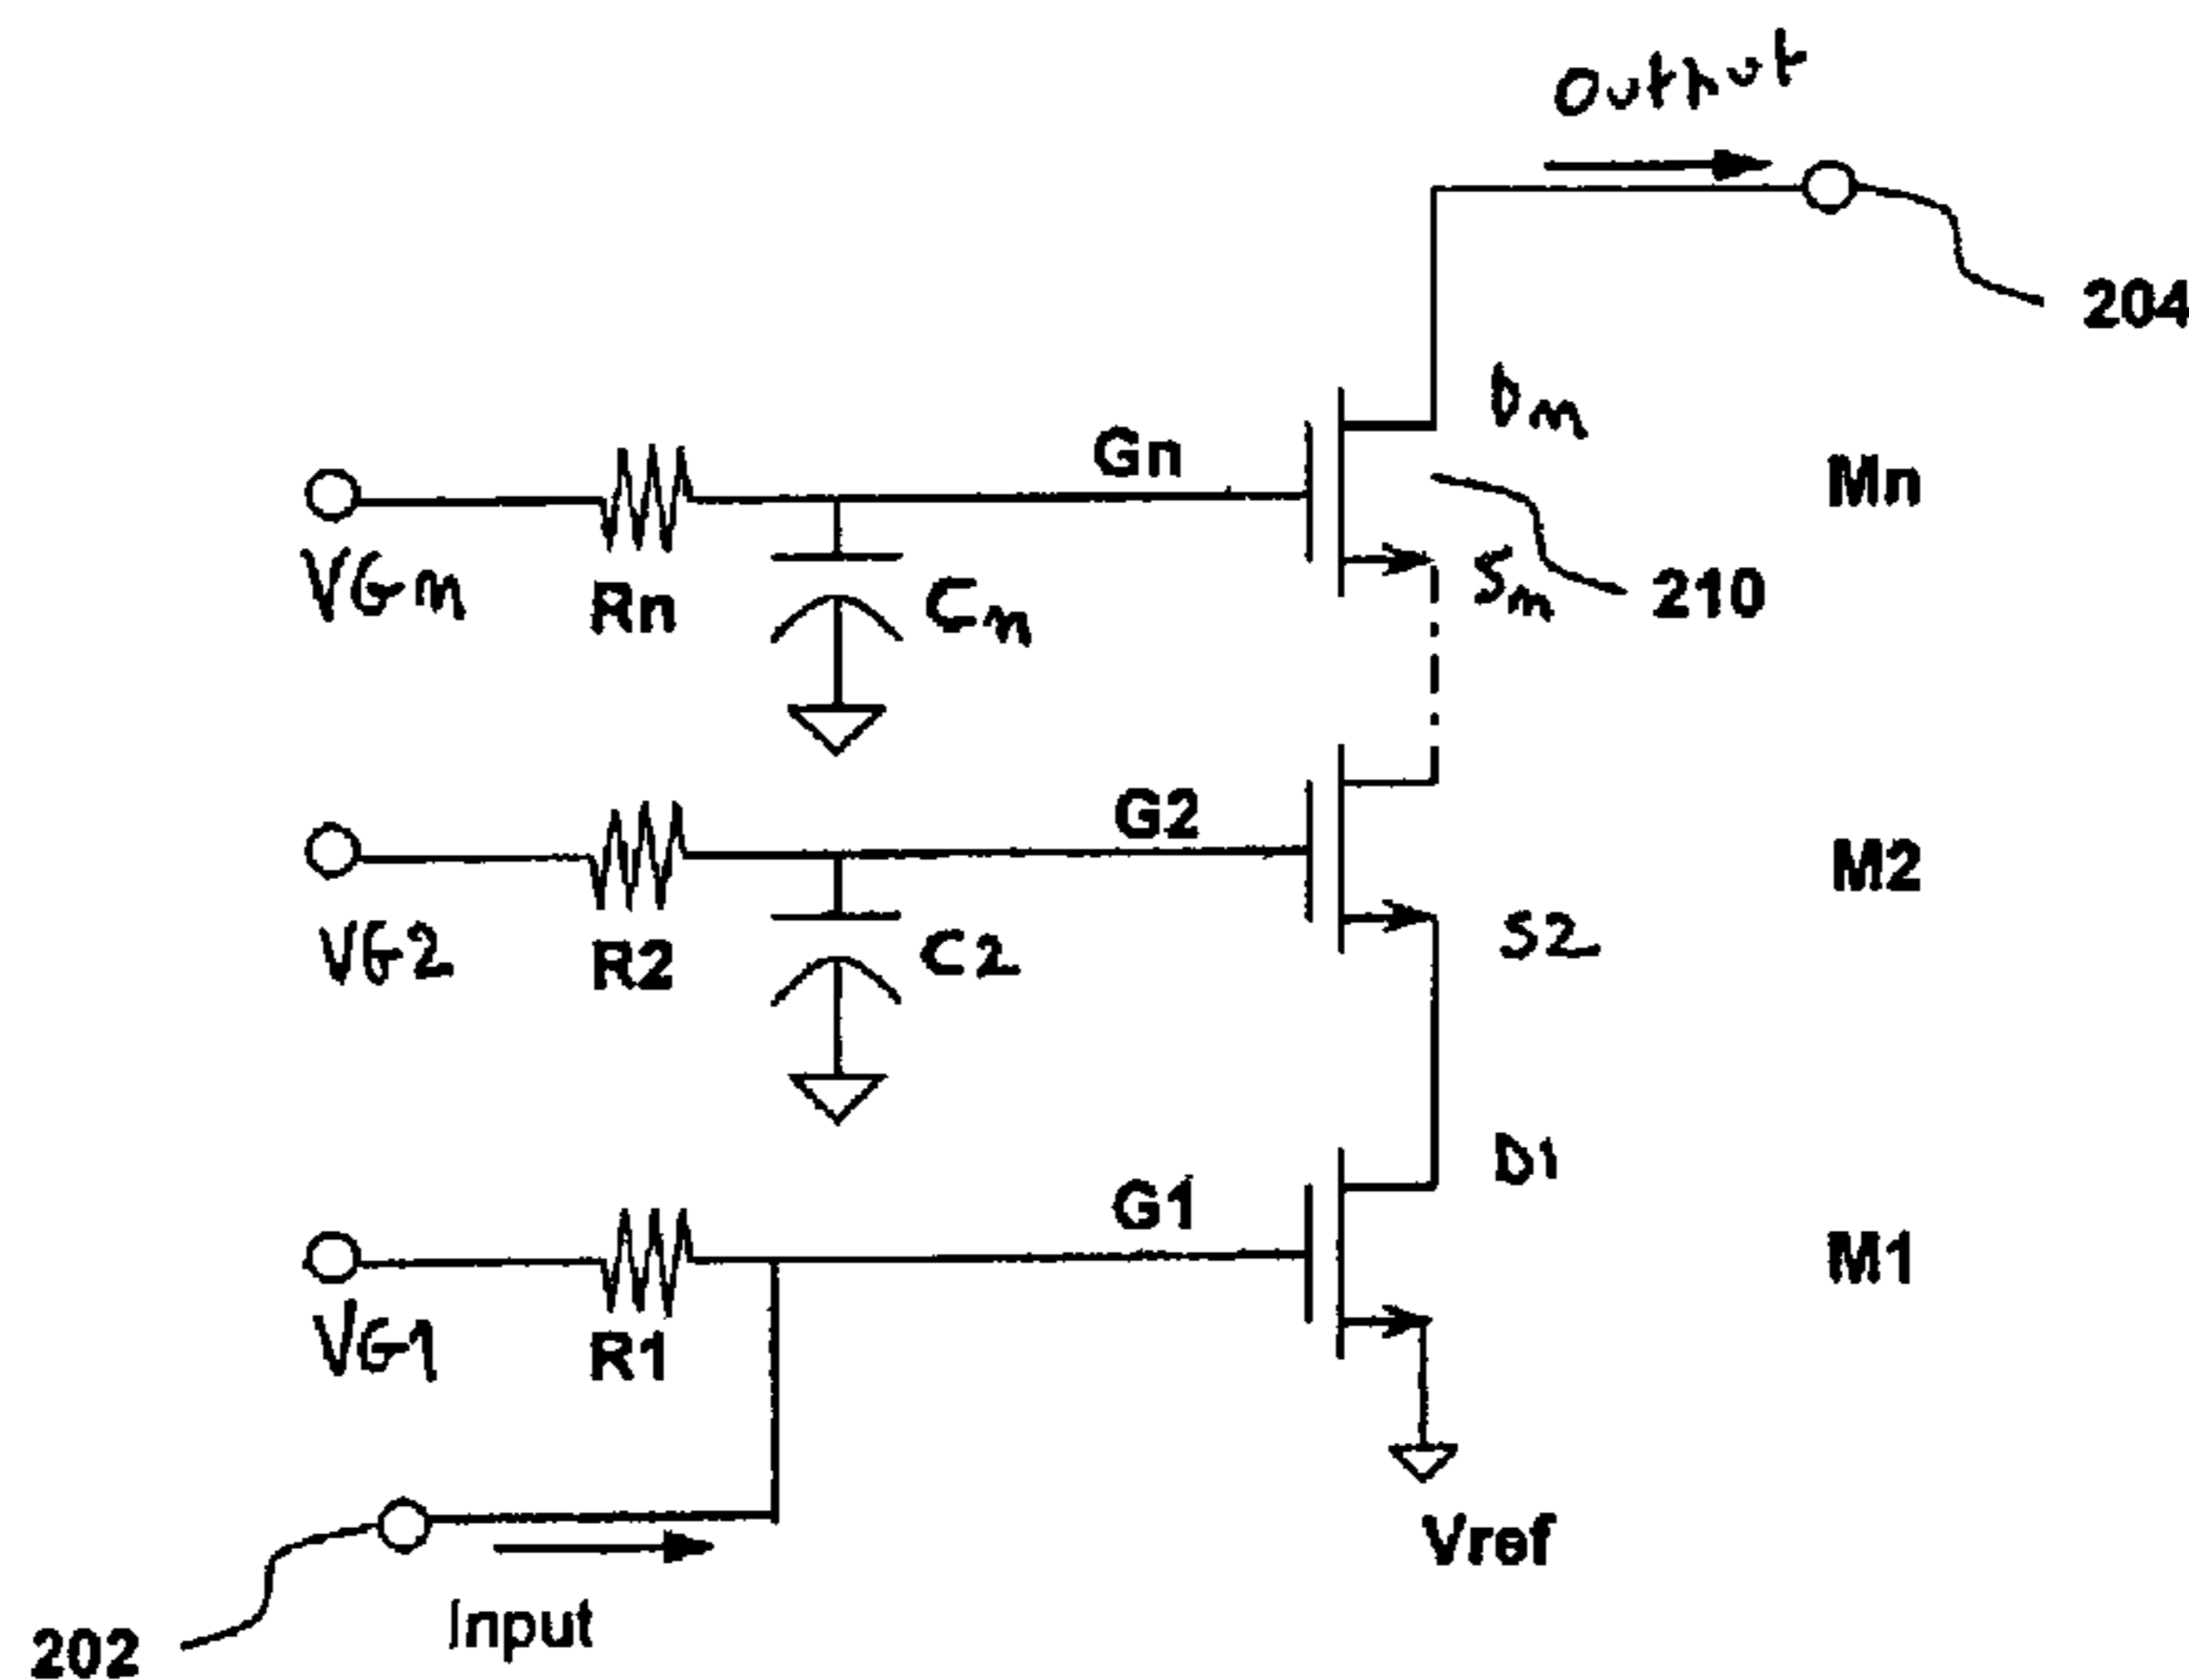 Output
204
Dn
Gn
Mn
VGn
Rn
Cn
Sn
210
G2
M2
VG2
R2
C2
S2
D1
G1
M1
VG1
R1
Vref
Input
202